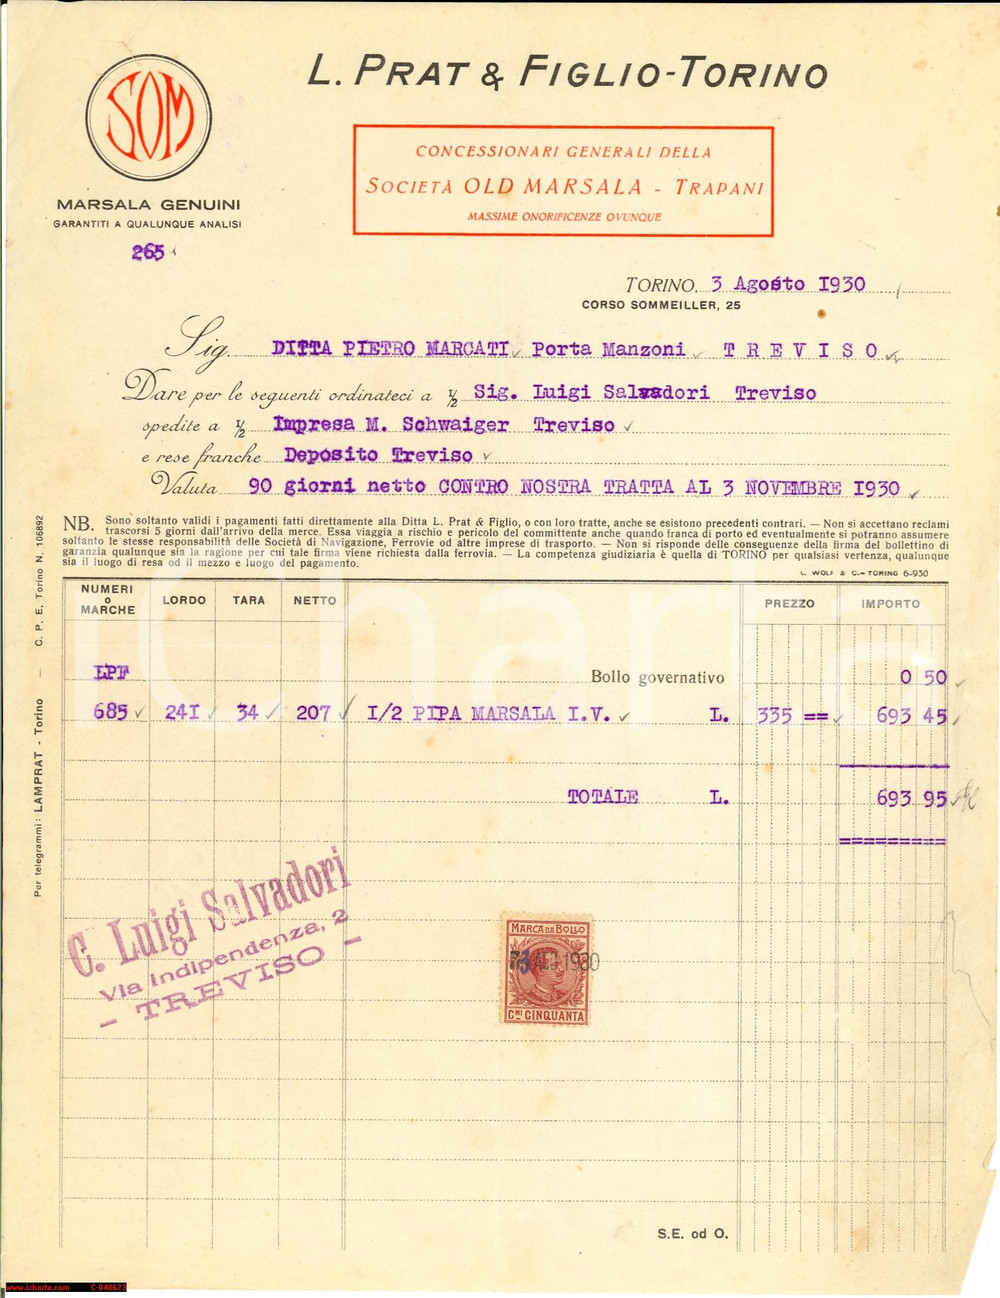 L. PRAT & FIGLIO-TORINO
SOM
MARSALA GENUINI
GARANTITI A QUALUNQUE ANALISI
265
CONCESSIONARI GENERALI DELLA
SOCIETÀ OLD MARSALA - TRAPANI
MASSIME ONORIFICENZE OVUNQUE
TORINO, 3 Agosto 1930
CORSO SOMMEILLER, 25
Sig. DITTA PIETRO MARCATI Porta Manzoni TREVISO
Dare per le seguenti ordinateci a 1/2 Sig. Luigi Salvadori Treviso
spedite a 1/2 Impresa M. Schwaiger Treviso
e rese franche Deposito Treviso
Valuta 90 giorni netto CONTRO NOSTRA TRATTA AL 3 NOVEMBRE 1930
NB. Sono soltanto validi i pagamenti fatti direttamente alla Ditta L. Prat & Figlio, o con loro tratte, anche se esistono precedenti contrari. — Non si accettano reclami
trascorsi 5 giorni dall'arrivo della merce. Essa viaggia a rischio e pericolo del committente anche quando franca di porto ed eventualmente si potranno assumere
soltanto le stesse responsabilità delle Società di Navigazione, Ferrovie od altre imprese di trasporto. — Non si risponde delle conseguenze della firma del bollettino di
garanzia qualunque sia la ragione per cui tale firma viene richiesta dalla ferrovia. — La competenza giudiziaria è quella di TORINO per qualsiasi vertenza, qualunque
sia il luogo di resa od il mezzo e luogo del pagamento.
L. WOLF & C.-TORINO 6-930
NUMERI o MARCHE LORDO TARA NETTO PREZZO IMPORTO
LPF Bollo governativo 0 50
685 241 34 207 1/2 PIPA MARSALA I.V. L. 335 == 693 45
TOTALE L. 693 95
C. Luigi Salvadori
Via Indipendenza, 2
- TREVISO -
MARCA DA BOLLO
3 AGO 1930
CMI CINQUANTA
S.E. od O.
Per telegrammi: LAMPRAT - Torino — C. P. E. Torino N. 106892
icharta
www.icharta.com C-048623